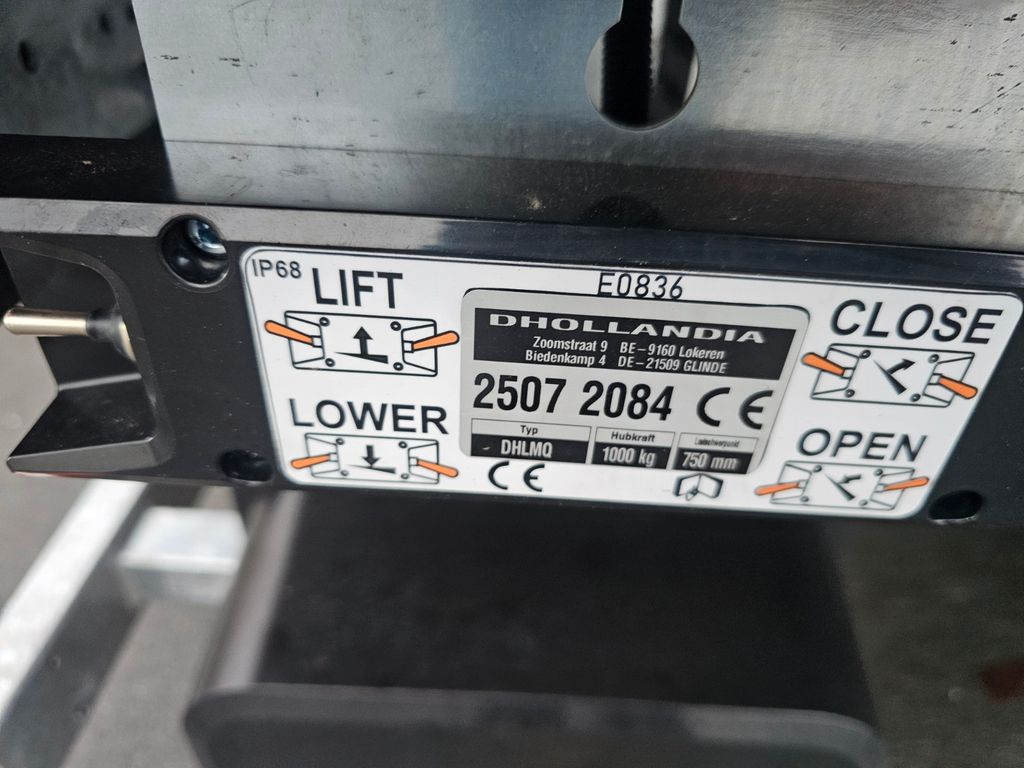 IP68
LIFT
LOWER
E0836
DHOLLANDIA
Zoomstraat 9 BE-9160 Lokeren
Biedenkamp 4 DE-21509 GLINDE
2507 2084 CE
Typ
DHLMQ
Hubkraft
1000 kg
Lastschwerpunkt
750 mm
CE
CLOSE
OPEN